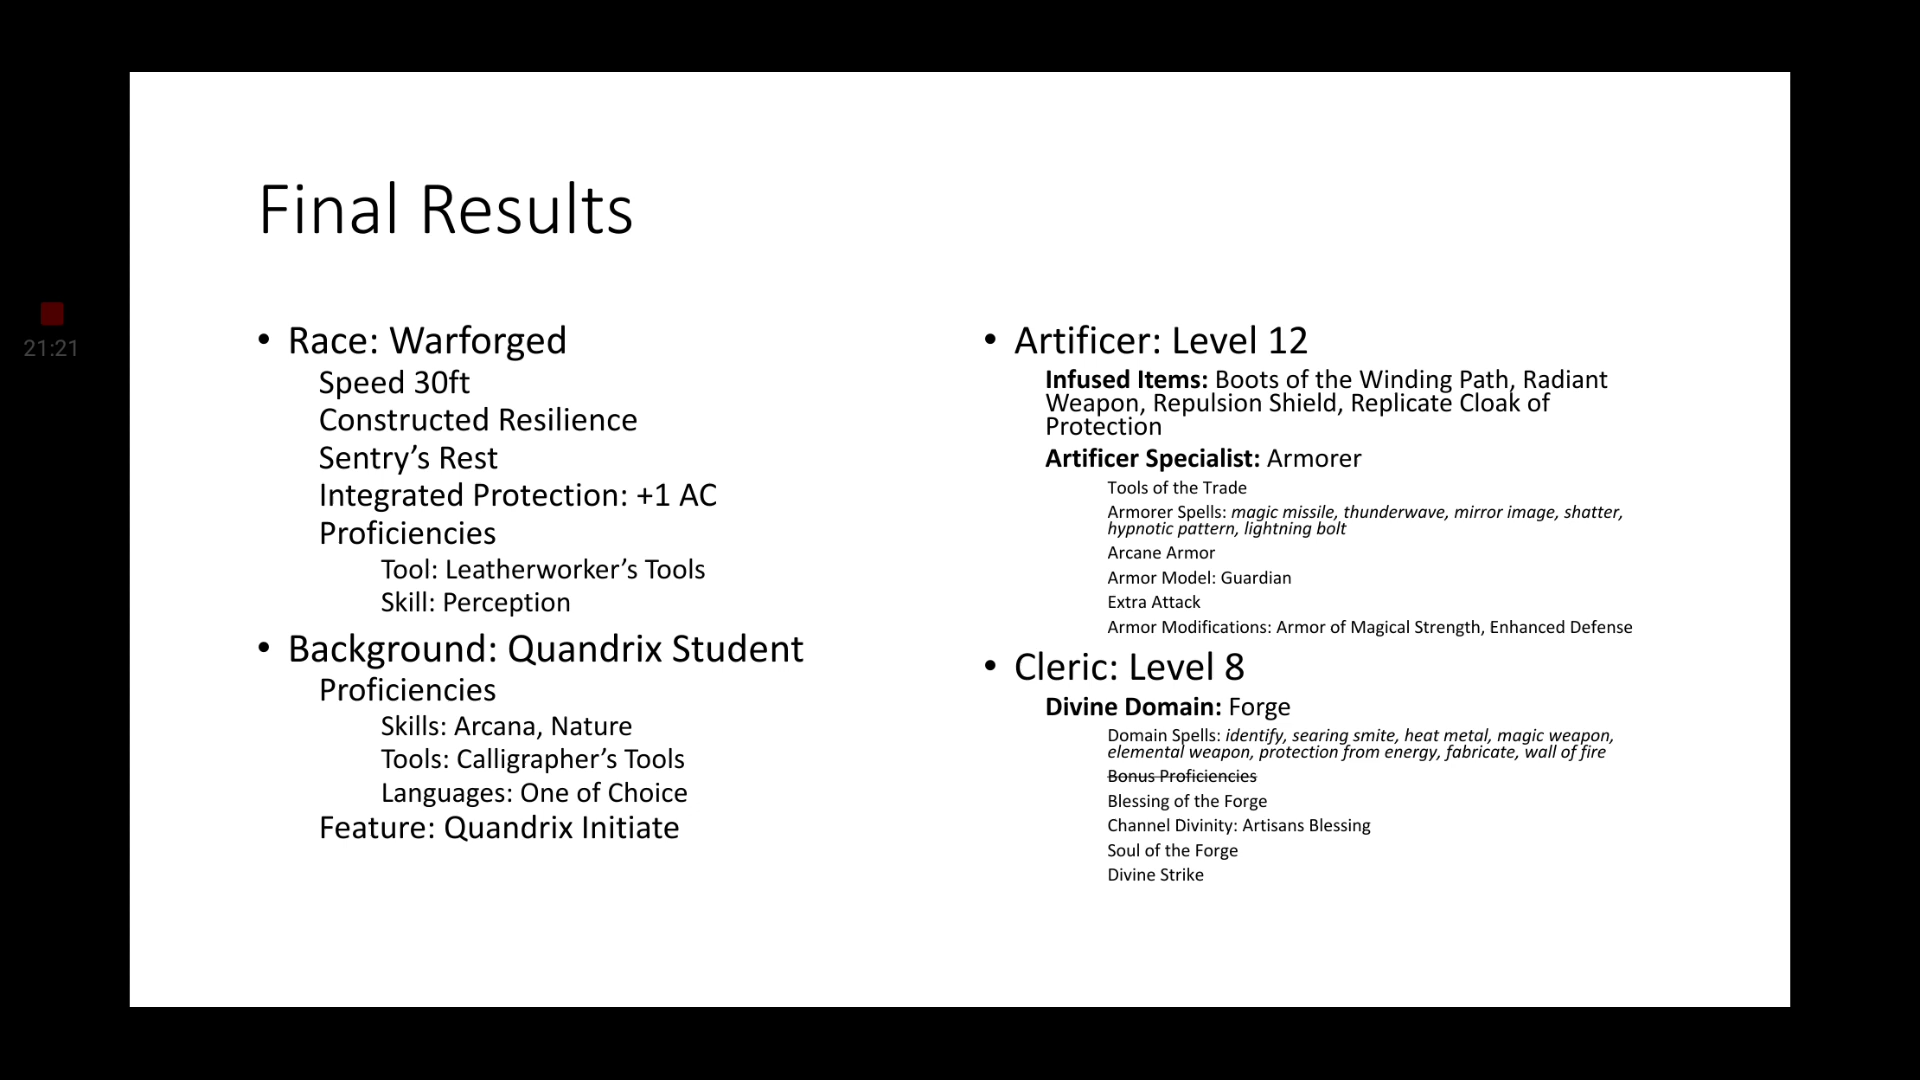 Final Results
21:21
• Race: Warforged
Speed 30ft
Constructed Resilience
Sentry’s Rest
Integrated Protection: +1 AC
Proficiencies
Tool: Leatherworker’s Tools
Skill: Perception
• Background: Quandrix Student
Proficiencies
Skills: Arcana, Nature
Tools: Calligrapher’s Tools
Languages: One of Choice
Feature: Quandrix Initiate
• Artificer: Level 12
Infused Items: Boots of the Winding Path, Radiant
Weapon, Repulsion Shield, Replicate Cloak of
Protection
Artificer Specialist: Armorer
Tools of the Trade
Armorer Spells: magic missile, thunderwave, mirror image, shatter,
hypnotic pattern, lightning bolt
Arcane Armor
Armor Model: Guardian
Extra Attack
Armor Modifications: Armor of Magical Strength, Enhanced Defense
• Cleric: Level 8
Divine Domain: Forge
Domain Spells: identify, searing smite, heat metal, magic weapon,
elemental weapon, protection from energy, fabricate, wall of fire
Bonus Proficiencies
Blessing of the Forge
Channel Divinity: Artisans Blessing
Soul of the Forge
Divine Strike